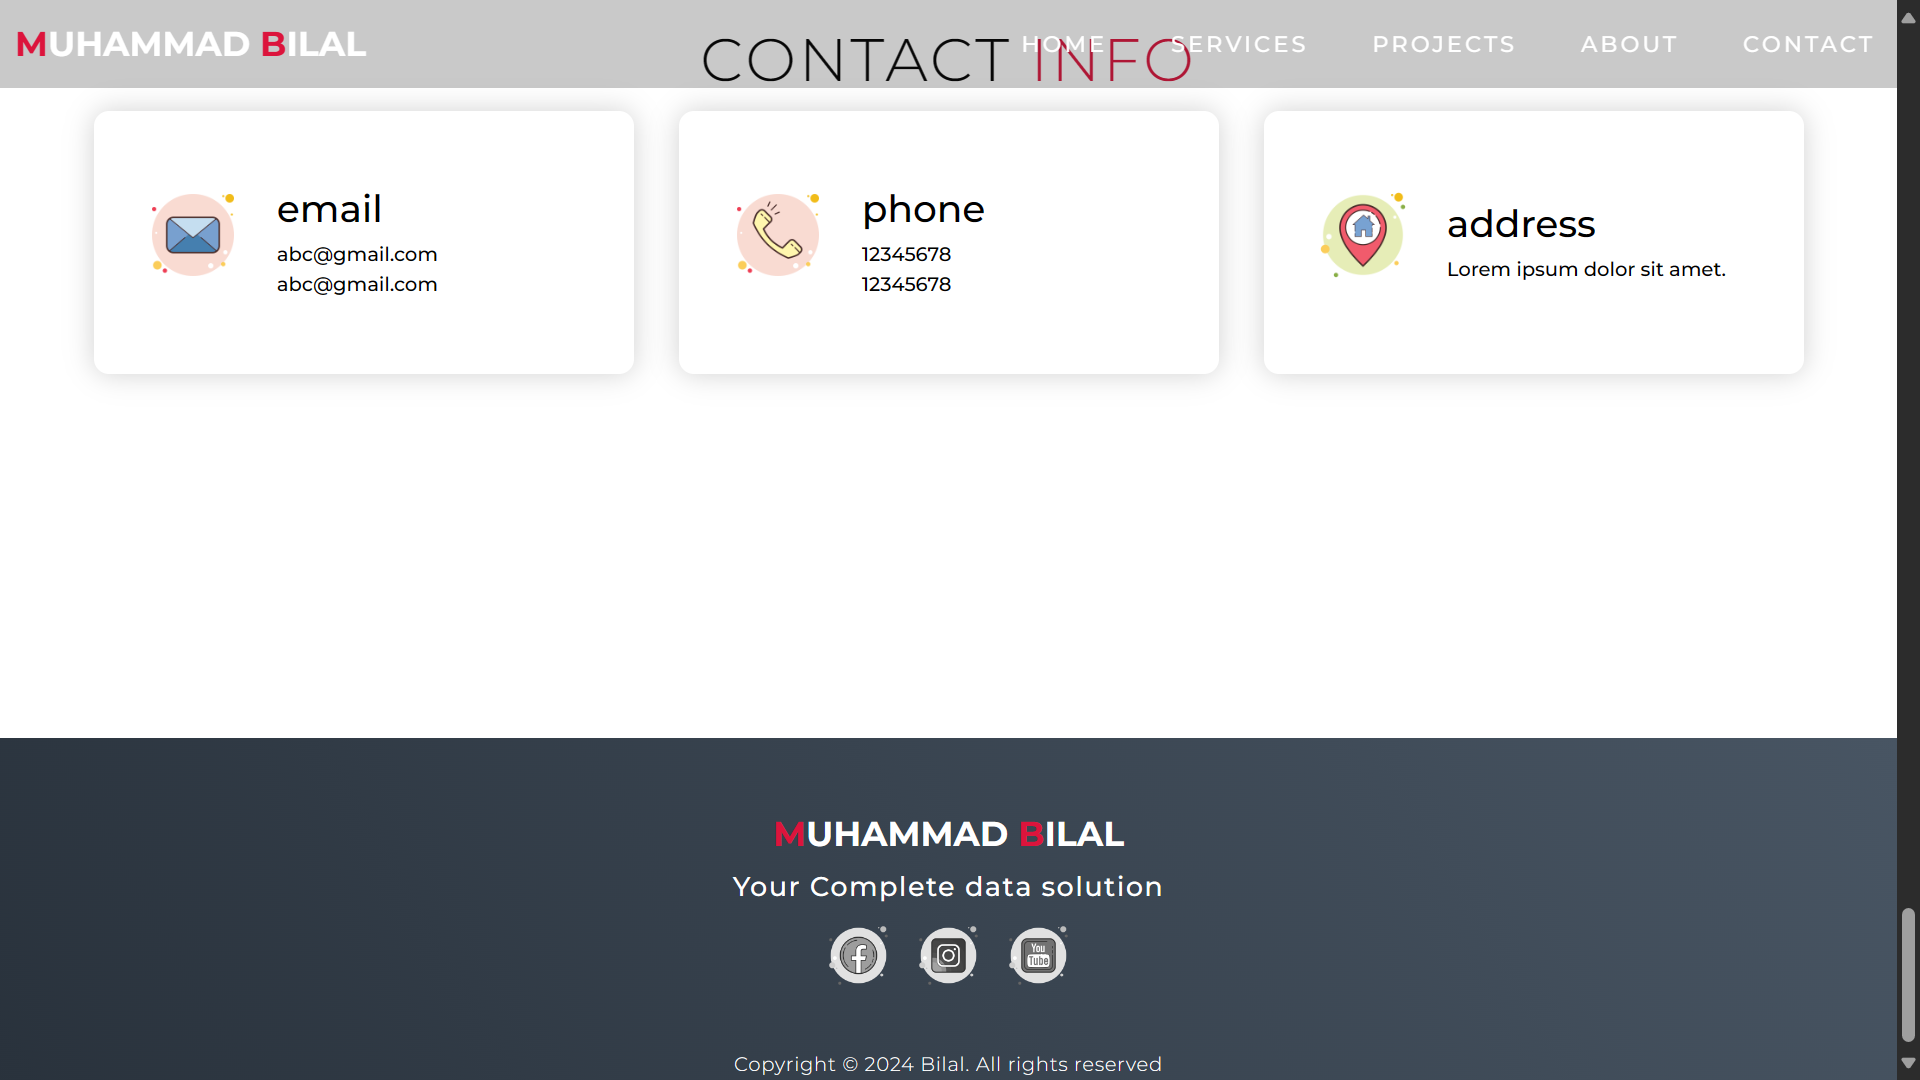 MUHAMMAD BILAL
HOME SERVICES PROJECTS ABOUT CONTACT
CONTACT INFO
email
abc@gmail.com
abc@gmail.com
phone
12345678
12345678
address
Lorem ipsum dolor sit amet.
MUHAMMAD BILAL
Your Complete data solution
f
You
Tube
Copyright © 2024 Bilal. All rights reserved